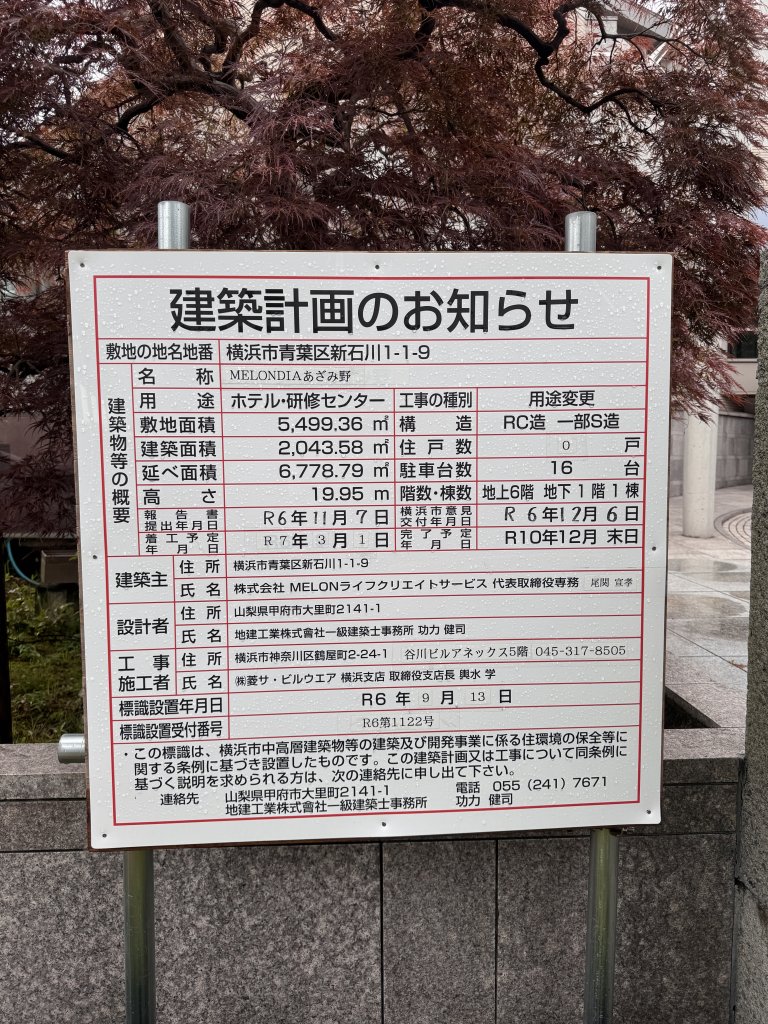 建築計画のお知らせ
敷地の地名地番 横浜市青葉区新石川1-1-9
建築物等の概要
名称 MELONDIAあざみ野
用途 ホテル・研修センター 工事の種別 用途変更
敷地面積 5,499.36 ㎡ 構造 RC造 一部S造
建築面積 2,043.58 ㎡ 住戸数 0 戸
延べ面積 6,778.79 ㎡ 駐車台数 16 台
高さ 19.95 m 階数・棟数 地上6階 地下1階1棟
報告書提出年月日 R6年11月7日 横浜市意見交付年月日 R6年12月6日
着工予定年月日 R7年3月1日 完了予定年月日 R10年12月末日
建築主 住所 横浜市青葉区新石川1-1-9
氏名 株式会社 MELONライフクリエイトサービス 代表取締役専務 尾関 宣孝
設計者 住所 山梨県甲府市大里町2141-1
氏名 地建工業株式會社一級建築士事務所 功力 健司
工事施工者 住所 横浜市神奈川区鶴屋町2-24-1 谷川ビルアネックス5階 045-317-8505
氏名 ㈱菱サ・ビルウエア 横浜支店 取締役支店長 輿水 学
標識設置年月日 R6年9月13日
標識設置受付番号 R6第1122号
・この標識は、横浜市中高層建築物等の建築及び開発事業に係る住環境の保全等に
関する条例に基づき設置したものです。この建築計画又は工事について同条例に
基づく説明を求められる方は、次の連絡先に申し出て下さい。
連絡先 山梨県甲府市大里町2141-1 電話 055（241）7671
地建工業株式會社一級建築士事務所 功力 健司